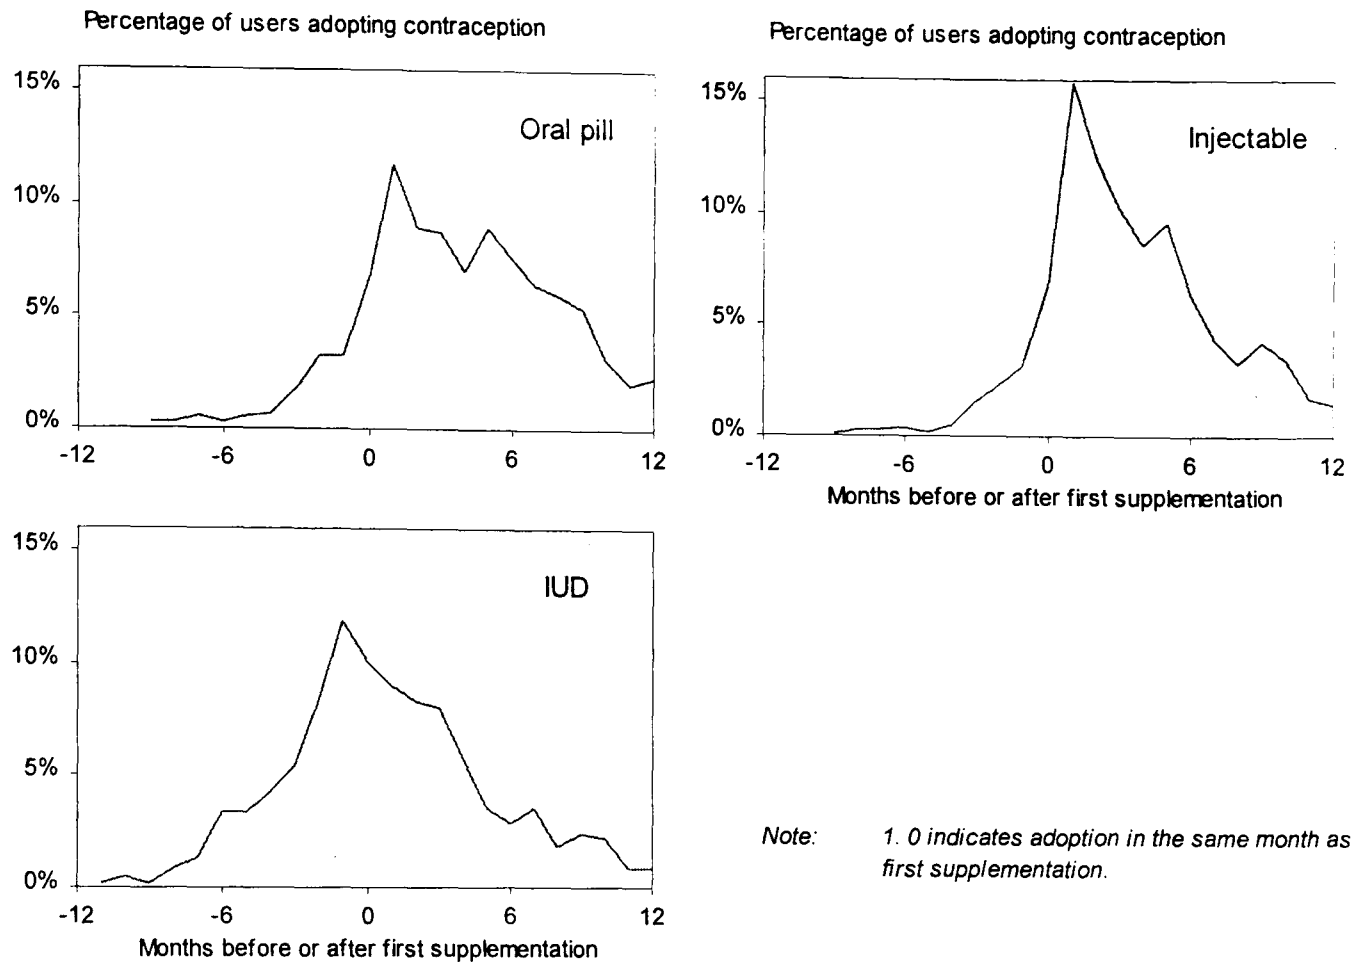 Percentage of users adopting contraception
15%
10%
5%
0%
Oral pill
-12 -6 0 6 12
Percentage of users adopting contraception
15%
10%
5%
0%
Injectable
-12 -6 0 6 12
Months before or after first supplementation
15%
10%
5%
0%
IUD
-12 -6 0 6 12
Months before or after first supplementation
Note: 1. 0 indicates adoption in the same month as
first supplementation.